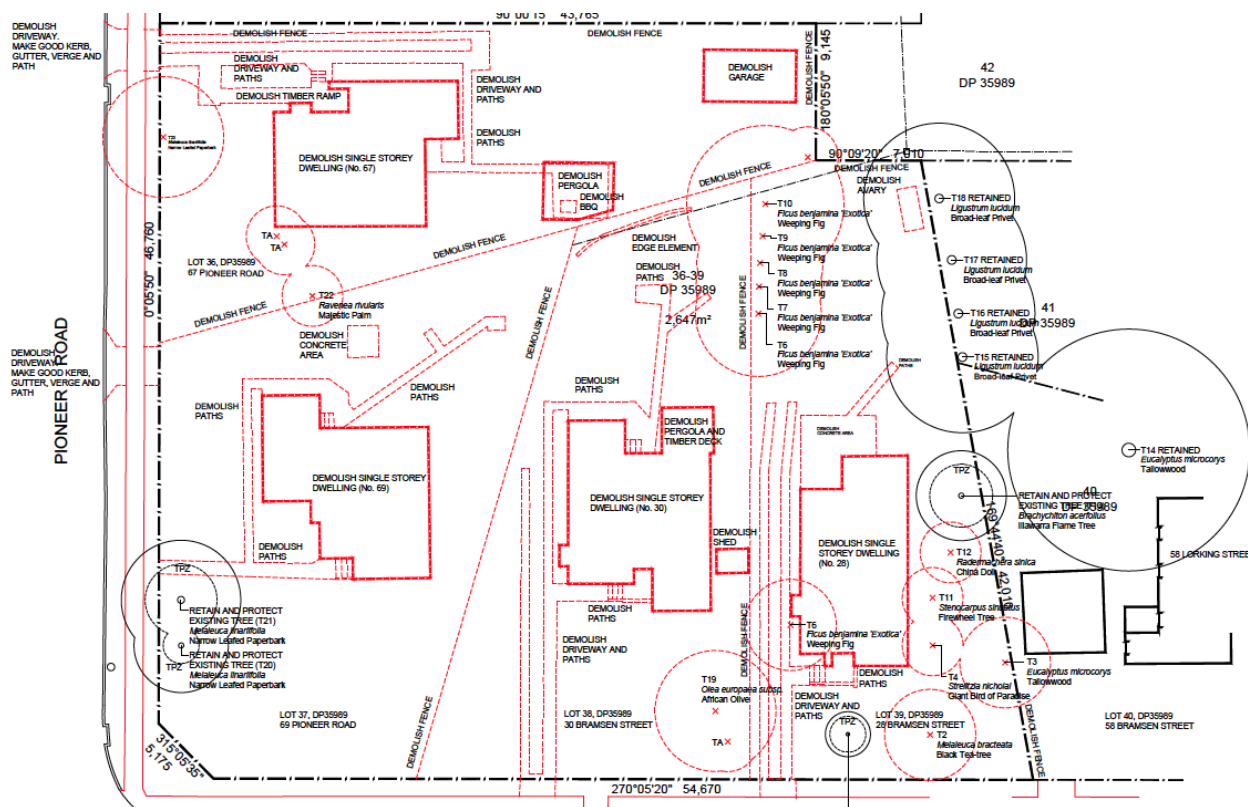 DEMOLISH
DRIVEWAY.
MAKE GOOD KERB,
GUTTER, VERGE AND
PATH
90°00'15" 43,765
DEMOLISH FENCE
DEMOLISH FENCE
DEMOLISH
DRIVEWAY AND
PATHS
DEMOLISH TIMBER RAMP
DEMOLISH
DRIVEWAY AND
PATHS
DEMOLISH
PATHS
DEMOLISH
GARAGE
DEMOLISH FENCE
180°05'50" 9,145
42
DP 35989
Melaleuca linariifolia
Narrow Leafed Paperbark
DEMOLISH SINGLE STOREY
DWELLING (No. 67)
DEMOLISH
PERGOLA
DEMOLISH
BBQ
DEMOLISH FENCE
90°09'20" 7,010
DEMOLISH FENCE
DEMOLISH
AVARY
T18 RETAINED
Ligustrum lucidum
Broad-leaf Privet
T10
Ficus benjamina 'Exotica'
Weeping Fig
T9
Ficus benjamina 'Exotica'
Weeping Fig
T8
Ficus benjamina 'Exotica'
Weeping Fig
T7
Ficus benjamina 'Exotica'
Weeping Fig
T6
Ficus benjamina 'Exotica'
Weeping Fig
T17 RETAINED
Ligustrum lucidum
Broad-leaf Privet
T16 RETAINED
Ligustrum lucidum
Broad-leaf Privet
41
DP 35989
T15 RETAINED
Ligustrum lucidum
Broad-leaf Privet
TA
TA
0°05'50" 46,760
LOT 36, DP35989
67 PIONEER ROAD
DEMOLISH FENCE
DEMOLISH FENCE
T22
Ravenea rivularis
Majestic Palm
DEMOLISH
CONCRETE
AREA
DEMOLISH
EDGE ELEMENT
DEMOLISH
PATHS
36-39
DP 35989
2,647m²
DEMOLISH FENCE
DEMOLISH FENCE
PIONEER ROAD
DEMOLISH
DRIVEWAY.
MAKE GOOD KERB,
GUTTER, VERGE AND
PATH
DEMOLISH
PATHS
DEMOLISH
PATHS
DEMOLISH
PATHS
DEMOLISH
PATHS
DEMOLISH
PERGOLA AND
TIMBER DECK
DEMOLISH
CONCRETE AREA
T14 RETAINED
Eucalyptus microcorys
Tallowwood
DEMOLISH SINGLE STOREY
DWELLING (No. 69)
DEMOLISH SINGLE STOREY
DWELLING (No. 30)
DEMOLISH
SHED
DEMOLISH SINGLE
STOREY DWELLING
(No. 28)
TPZ
40
DP 35989
RETAIN AND PROTECT
Brachychiton acerifolius
Illawarra Flame Tree
169°44'40" 42,01
58 LORKING STREET
DEMOLISH
PATHS
T12
Radermachera sinica
China Doll
T11
Stenocarpus sinuatus
Firewheel Tree
TPZ
RETAIN AND PROTECT
EXISTING TREE (T21)
Melaleuca linariifolia
Narrow Leafed Paperbark
RETAIN AND PROTECT
EXISTING TREE (T20)
Melaleuca linariifolia
Narrow Leafed Paperbark
TPZ
DEMOLISH
PATHS
DEMOLISH
DRIVEWAY AND
PATHS
DEMOLISH FENCE
T6
Ficus benjamina 'Exotica'
Weeping Fig
T3
Eucalyptus microcorys
Tallowwood
T4
Strelitzia nicholai
Giant Bird of Paradise
T19
Olea europaea subsp.
African Olive
TA
DEMOLISH
PATHS
DEMOLISH
DRIVEWAY AND
PATHS
TPZ
DEMOLISH FENCE
LOT 37, DP35989
69 PIONEER ROAD
LOT 38, DP35989
30 BRAMSEN STREET
LOT 39, DP35989
28 BRAMSEN STREET
T2
Melaleuca bracteata
Black Tea-tree
DEMOLISH FENCE
LOT 40, DP35989
58 BRAMSEN STREET
315°05'35"
5,175
270°05'20" 54,670